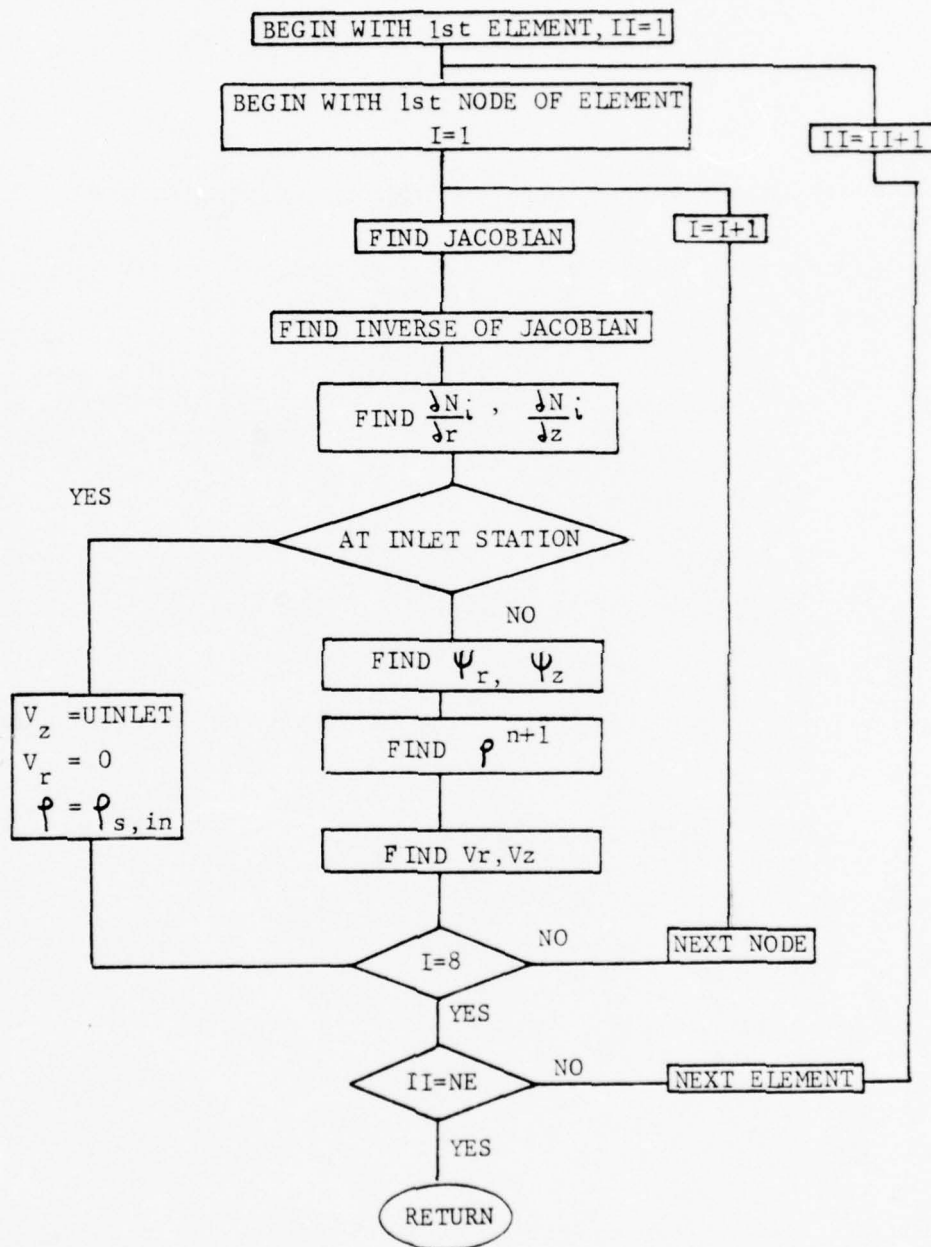 BEGIN WITH 1st ELEMENT, II=1
BEGIN WITH 1st NODE OF ELEMENT
I=1
II=II+1
I=I+1
FIND JACOBIAN
FIND INVERSE OF JACOBIAN
FIND ∂Ni/∂r , ∂Ni/∂z
YES
AT INLET STATION
NO
FIND ψr, ψz
Vz =UINLET
Vr = 0
ρ = ρs,in
FIND ρ n+1
FIND Vr,Vz
I=8
NO
NEXT NODE
YES
II=NE
NO
NEXT ELEMENT
YES
RETURN